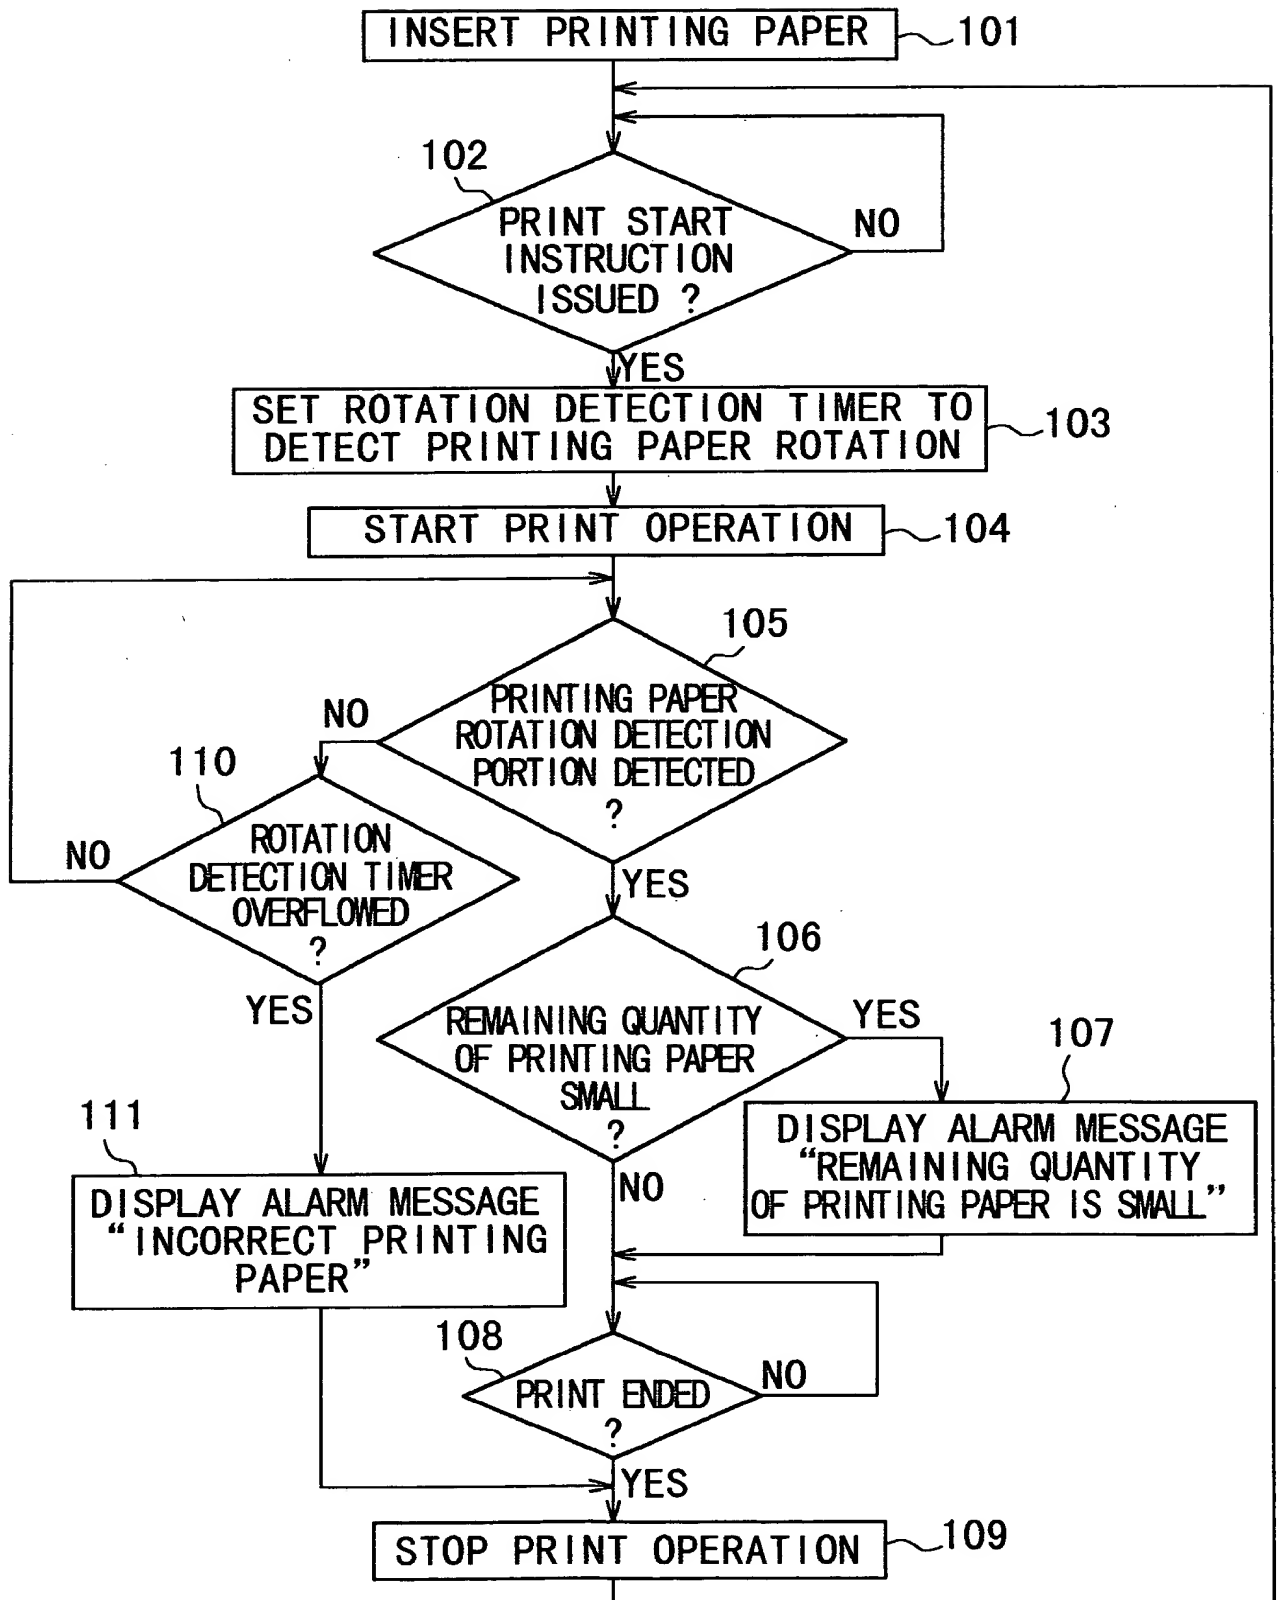 INSERT PRINTING PAPER
101
102
PRINT START
INSTRUCTION
ISSUED ?
NO
YES
SET ROTATION DETECTION TIMER TO
DETECT PRINTING PAPER ROTATION
103
START PRINT OPERATION
104
105
PRINTING PAPER
ROTATION DETECTION
PORTION DETECTED
?
NO
110
ROTATION
DETECTION TIMER
OVERFLOWED
?
NO
YES
YES
106
REMAINING QUANTITY
OF PRINTING PAPER
SMALL
?
YES
107
DISPLAY ALARM MESSAGE
“REMAINING QUANTITY
OF PRINTING PAPER IS SMALL”
NO
111
DISPLAY ALARM MESSAGE
“INCORRECT PRINTING
PAPER”
108
PRINT ENDED
?
NO
YES
STOP PRINT OPERATION
109